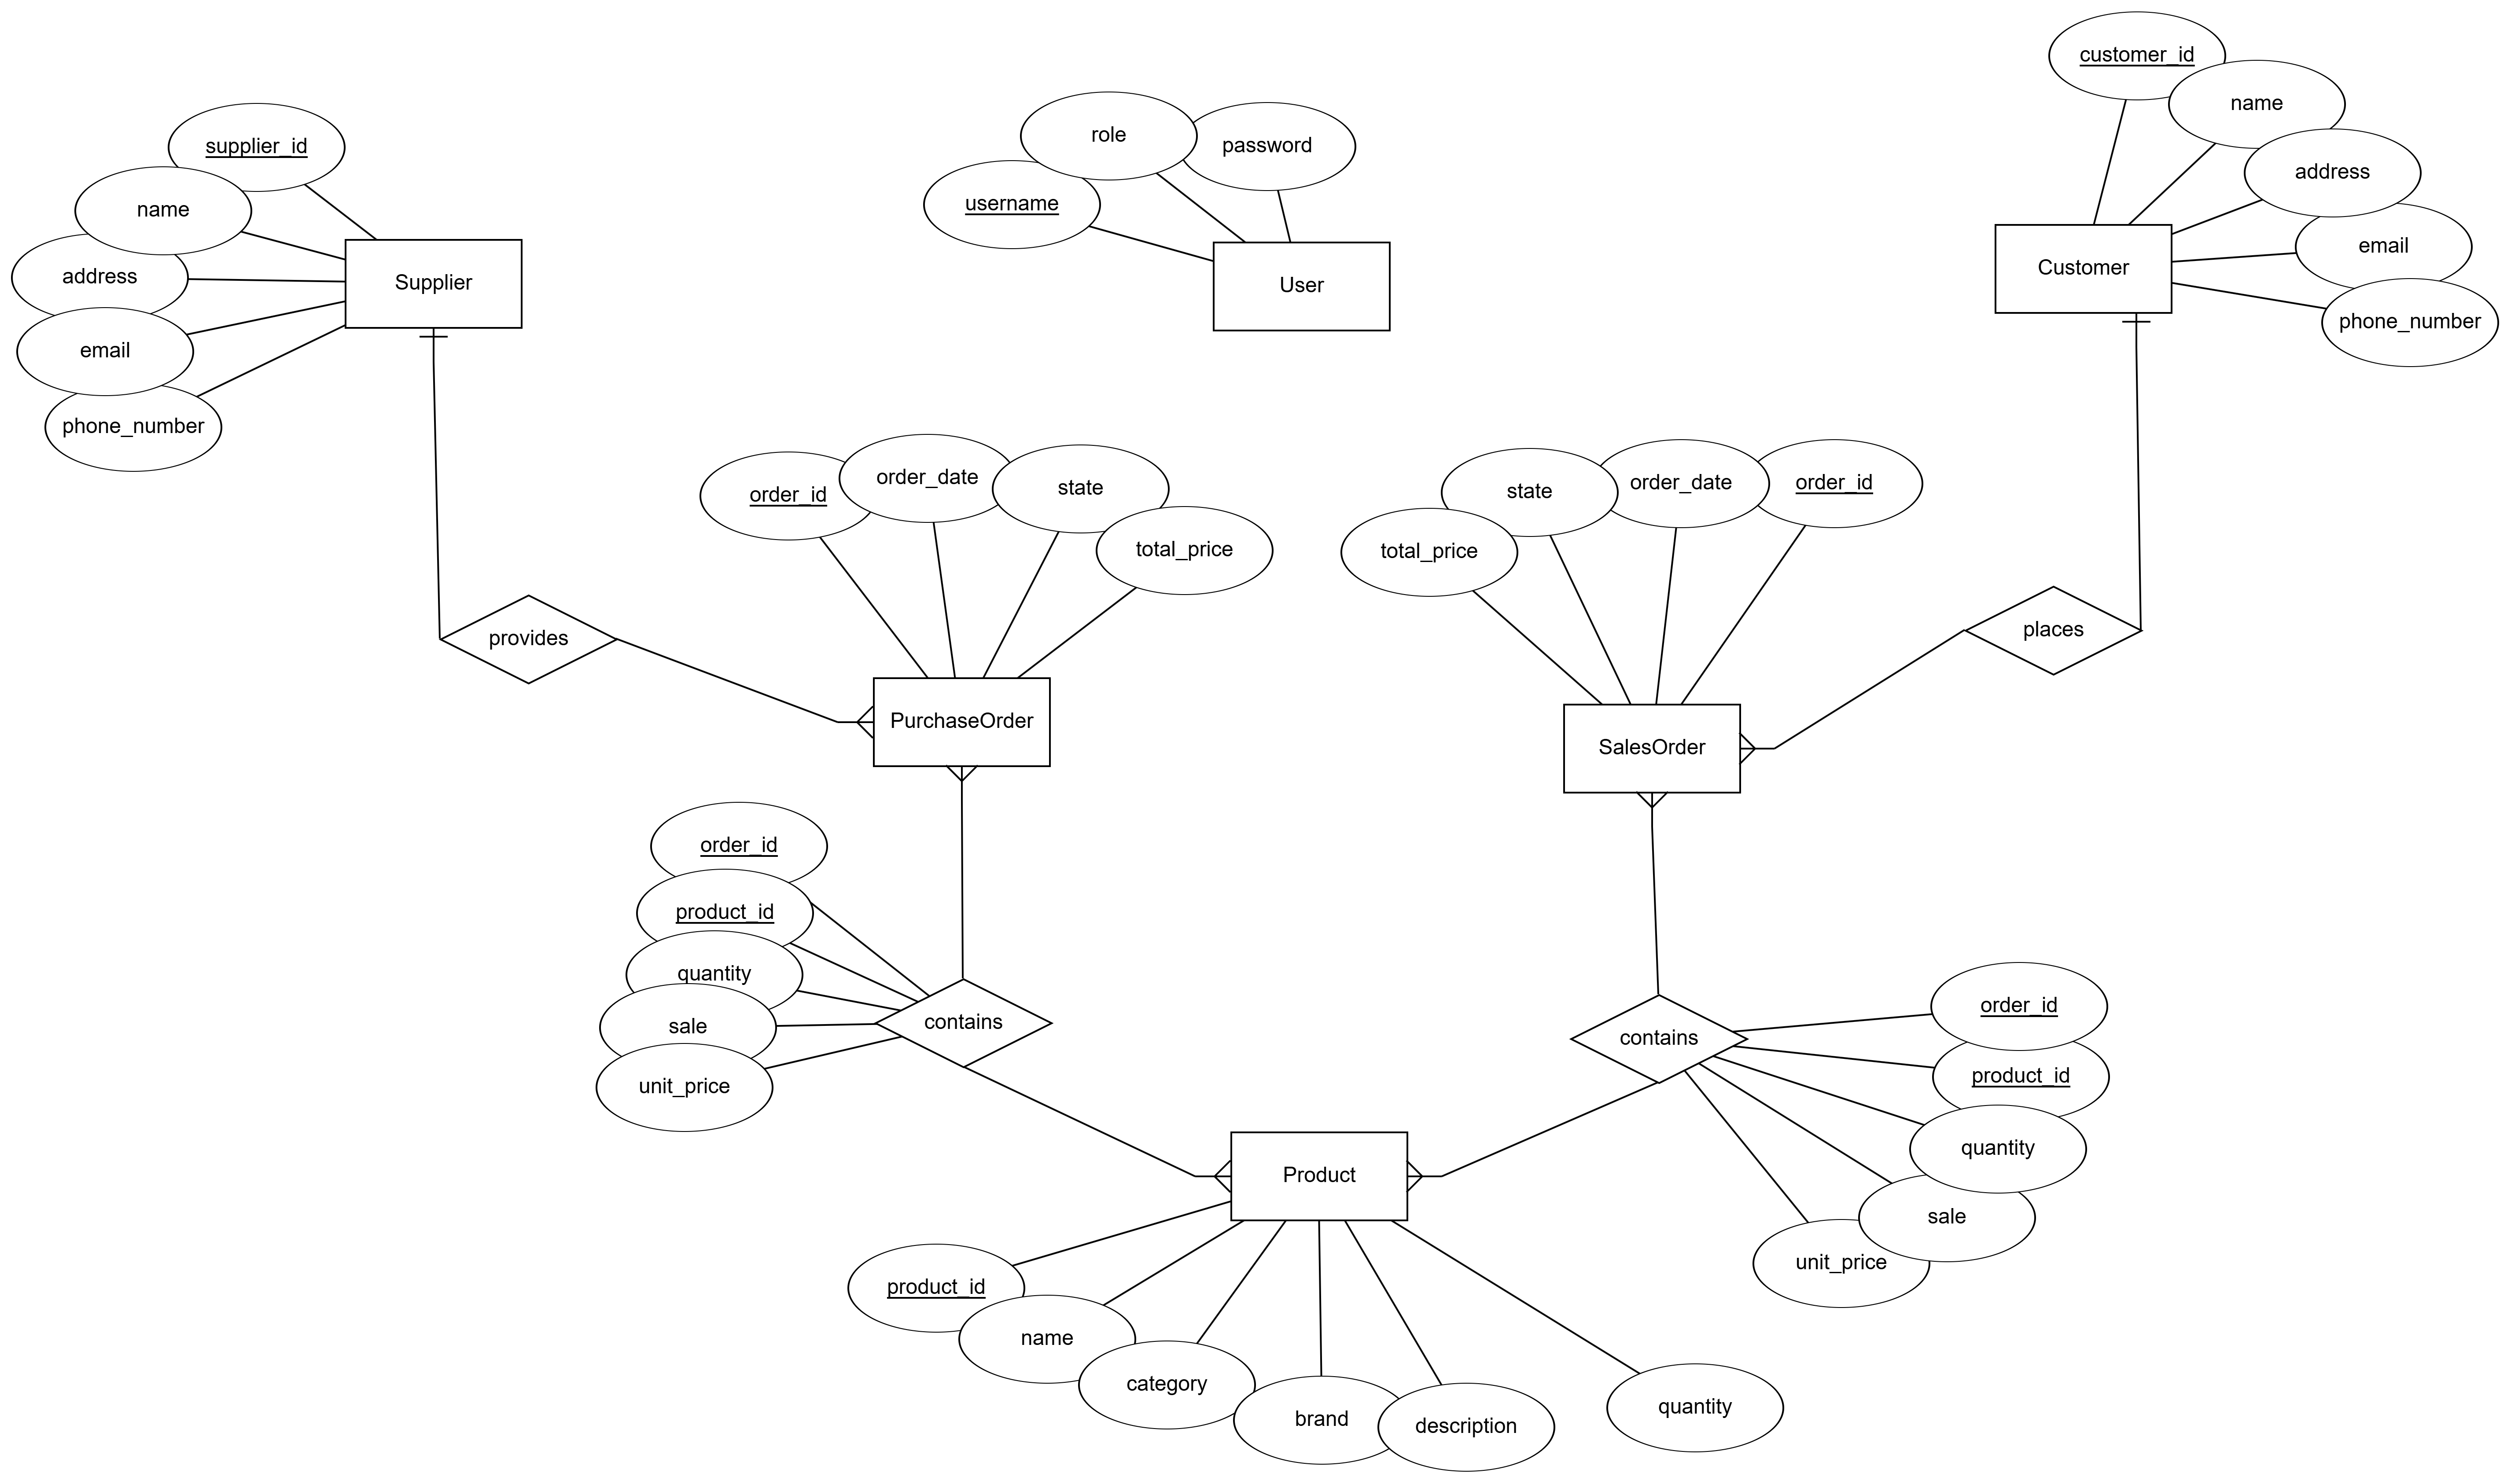 customer_id
name
address
email
phone_number
Customer
role
password
username
User
supplier_id
name
address
email
phone_number
Supplier
order_id
order_date
state
total_price
PurchaseOrder
total_price
state
order_date
order_id
SalesOrder
provides
places
order_id
product_id
quantity
sale
unit_price
contains
contains
order_id
product_id
quantity
sale
unit_price
Product
product_id
name
category
brand
description
quantity